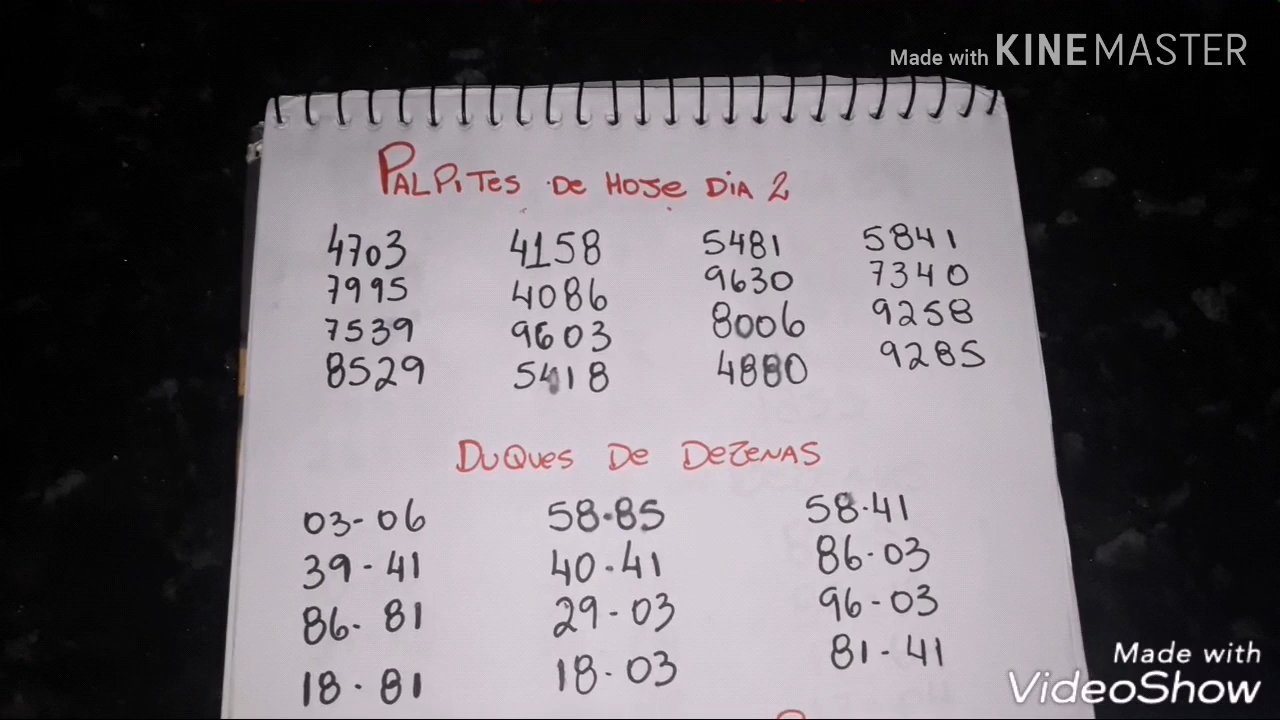 Made with KINEMASTER
PALPITES DE HOJE DIA 2
4703 4158 5481 5841
7995 4086 9630 7340
7539 9603 8006 9258
8529 5418 4880 9285
DUQUES DE DEZENAS
03-06 58-85 58-41
39-41 40-41 86-03
86-81 29-03 96-03
18-81 18-03 81-41
Made with
VideoShow